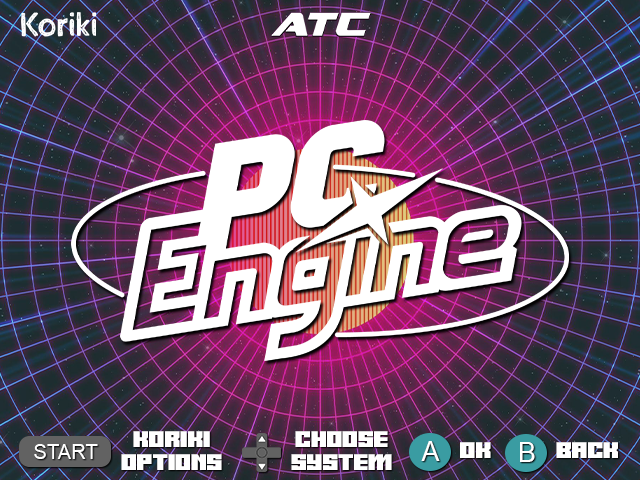 Koriki
ATC
PC
Engine
START
KORIKI
OPTIONS
CHOOSE
SYSTEM
A
OK
B
BACK